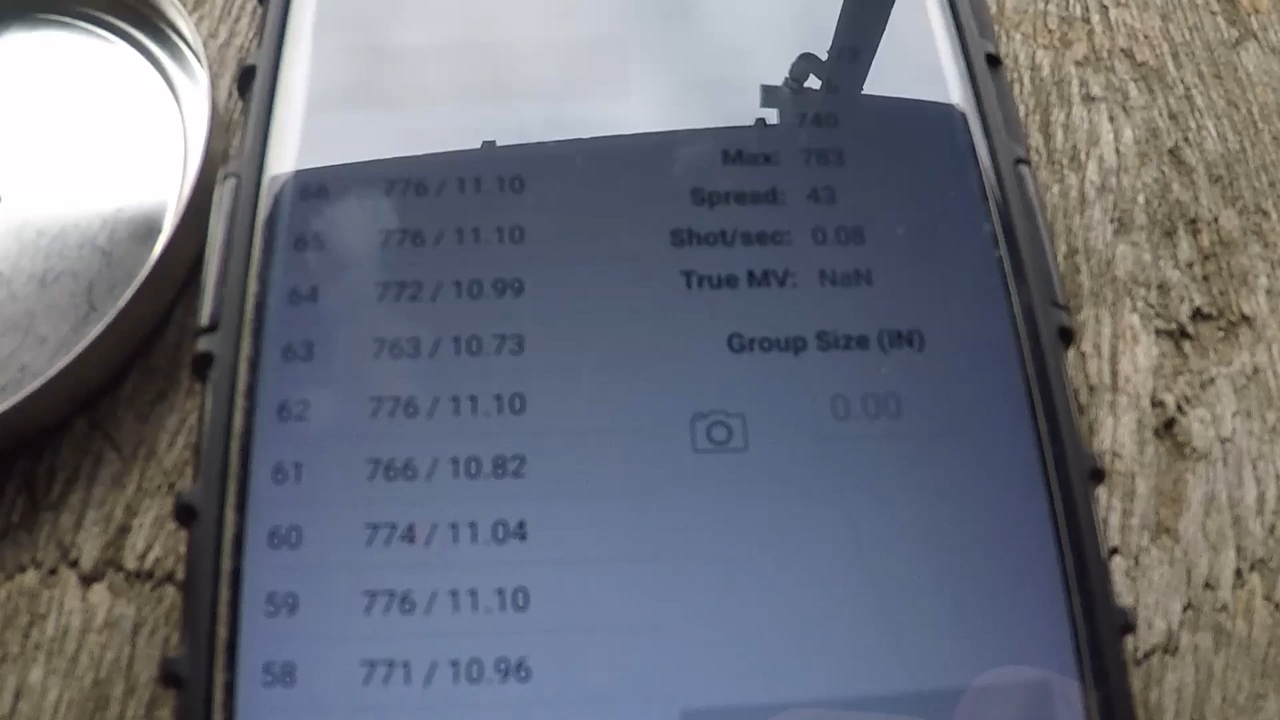 740
Max: 783
66 776 / 11.10
Spread: 43
65 776 / 11.10
Shot/sec: 0.08
64 772 / 10.99
True MV: NaN
63 763 / 10.73
Group Size (IN)
62 776 / 11.10
0.00
61 766 / 10.82
60 774 / 11.04
59 776 / 11.10
58 771 / 10.96